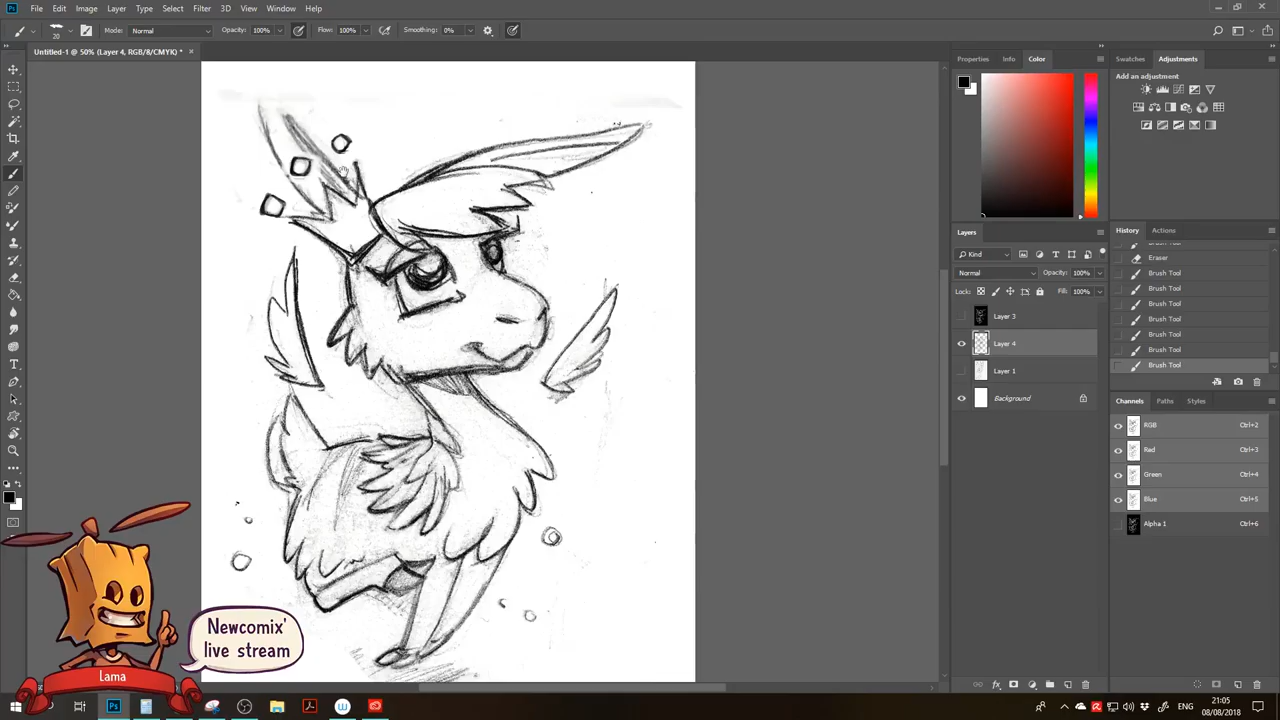 Ps File Edit Image Layer Type Select Filter 3D View Window Help
20 Mode: Normal Opacity: 100% Flow: 100% Smoothing: 0%
Untitled-1 @ 50% (Layer 4, RGB/8/CMYK) * ×
Properties Info Color
Swatches Adjustments
Add an adjustment
History Actions
Eraser
Brush Tool
Brush Tool
Brush Tool
Brush Tool
Brush Tool
Brush Tool
Brush Tool
Layers
Kind
Normal Opacity: 100%
Lock: Fill: 100%
Layer 3
Layer 4
Layer 1
Background
Channels Paths Styles
RGB Ctrl+2
Red Ctrl+3
Green Ctrl+4
Blue Ctrl+5
Alpha 1 Ctrl+6
Newcomix'
live stream
Lama
Ps
ENG
21:05
08/08/2018